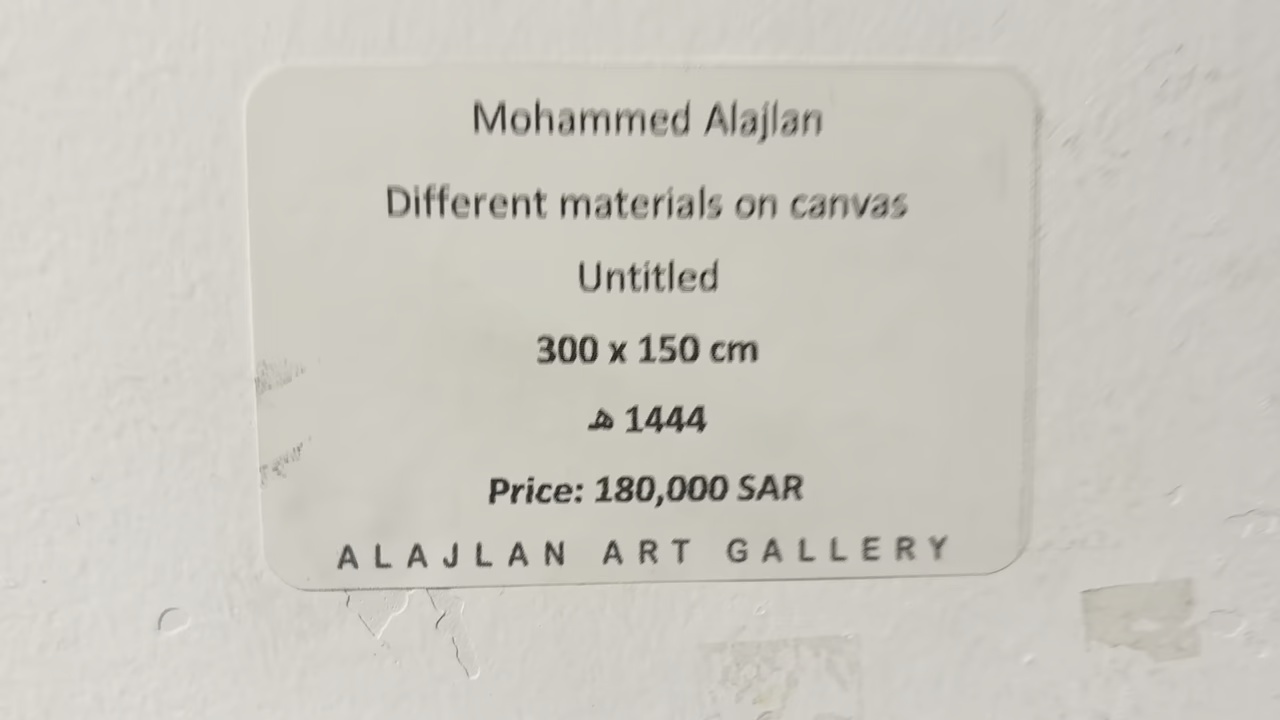 Mohammed Alajlan
Different materials on canvas
Untitled
300 x 150 cm
1444 هـ
Price: 180,000 SAR
ALAJLAN ART GALLERY